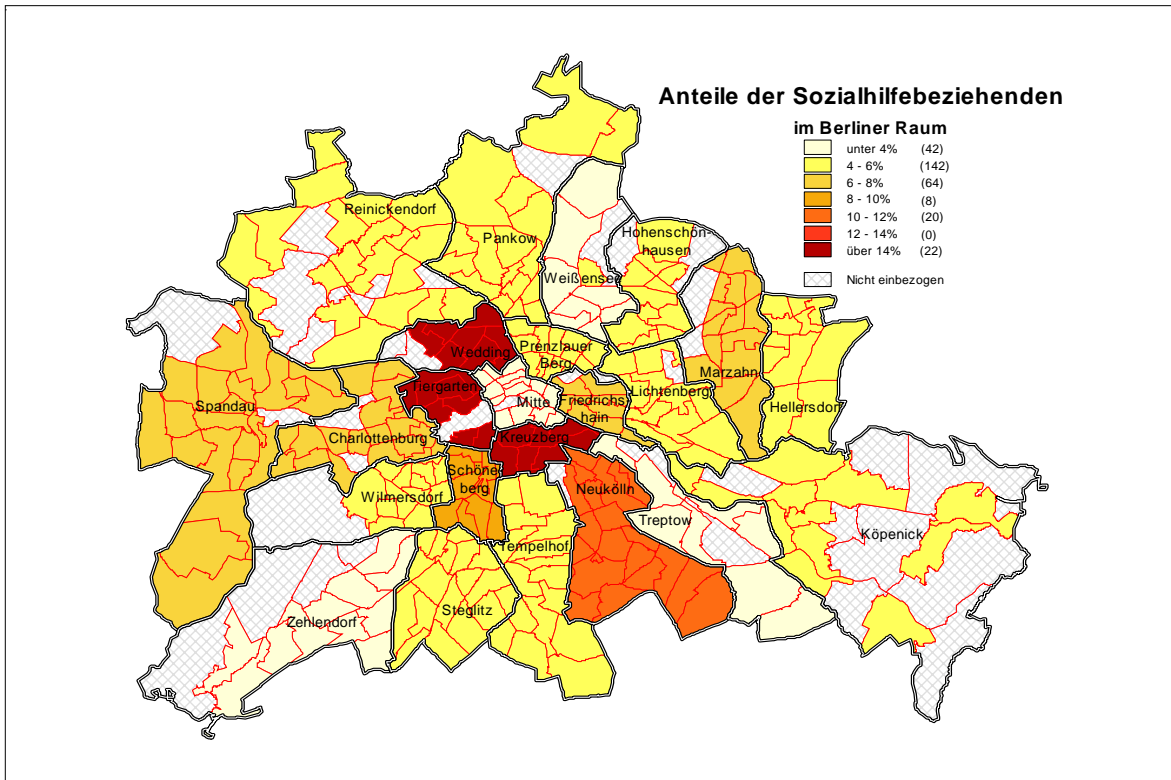 Anteile der Sozialhilfebeziehenden
im Berliner Raum
unter 4% (42)
4 - 6% (142)
6 - 8% (64)
8 - 10% (8)
10 - 12% (20)
12 - 14% (0)
über 14% (22)
Nicht einbezogen
Reinickendorf
Pankow
Hohenschön-
hausen
Weißensee
Wedding
Prenzlauer
Berg
Marzahn
Tiergarten
Mitte
Friedrichs
hain
Lichtenberg
Hellersdorf
Spandau
Charlottenburg
Kreuzberg
Schöne-
berg
Wilmersdorf
Neukölln
Treptow
Köpenick
Tempelhof
Steglitz
Zehlendorf